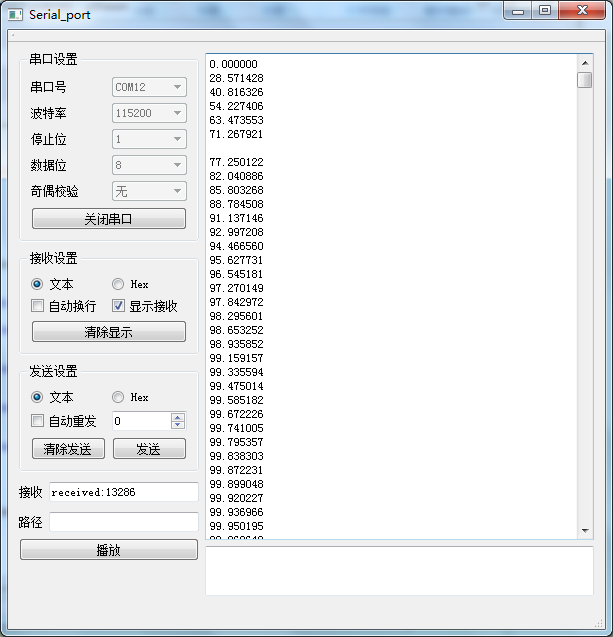 Serial_port
串口设置
串口号 COM12
波特率 115200
停止位 1
数据位 8
奇偶校验 无
关闭串口
接收设置
文本 Hex
自动换行 显示接收
清除显示
发送设置
文本 Hex
自动重发 0
清除发送 发送
接收 received:13286
路径
播放
0.000000
28.571428
40.816326
54.227406
63.473553
71.267921
77.250122
82.040886
85.803268
88.784508
91.137146
92.997208
94.466560
95.627731
96.545181
97.270149
97.842972
98.295601
98.653252
98.935852
99.159157
99.335594
99.475014
99.585182
99.672226
99.741005
99.795357
99.838303
99.872231
99.899048
99.920227
99.936966
99.950195